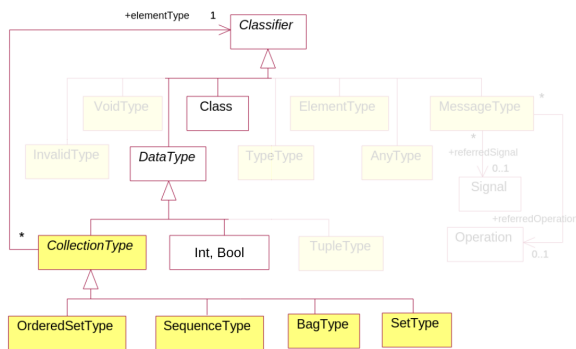 +elementType 1
Classifier
VoidType
Class
ElementType
MessageType
*
InvalidType
DataType
TypeType
AnyType
*
+referredSignal
0..1
Signal
+referredOperation
*
CollectionType
Int, Bool
TupleType
Operation
0..1
OrderedSetType
SequenceType
BagType
SetType